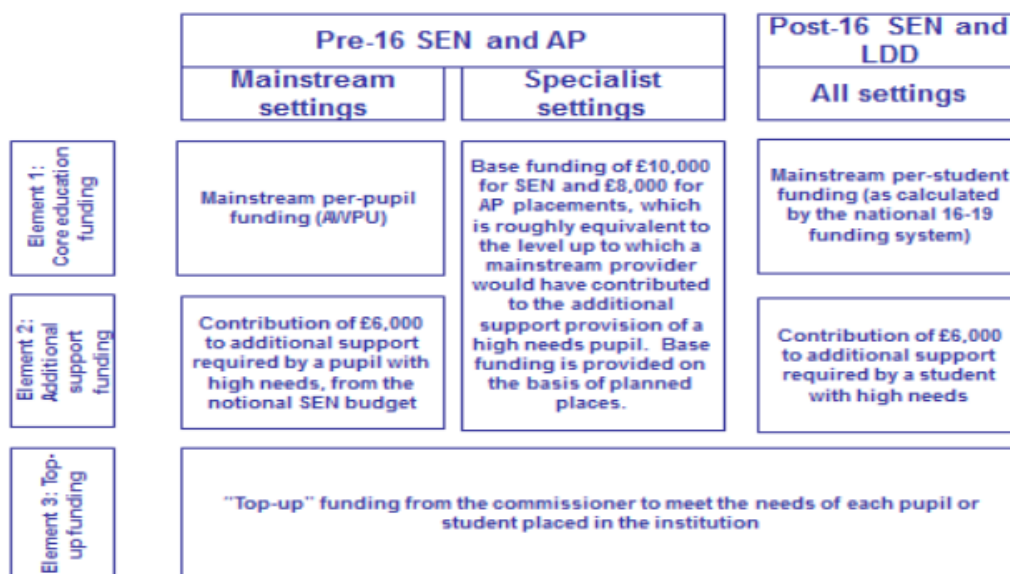 Pre-16 SEN and AP
Post-16 SEN and
LDD
Mainstream
settings
Specialist
settings
All settings
Element 1:
Core education
funding
Mainstream per-pupil
funding (AWPU)
Base funding of £10,000
for SEN and £8,000 for
AP placements, which
is roughly equivalent to
the level up to which a
mainstream provider
would have contributed
to the additional
support provision of a
high needs pupil. Base
funding is provided on
the basis of planned
places.
Mainstream per-student
funding (as calculated
by the national 16-19
funding system)
Element 2:
Additional
support
funding
Contribution of £6,000
to additional support
required by a pupil with
high needs, from the
notional SEN budget
Contribution of £6,000
to additional support
required by a student
with high needs
Element 3: Top-
up funding
"Top-up" funding from the commissioner to meet the needs of each pupil or
student placed in the institution